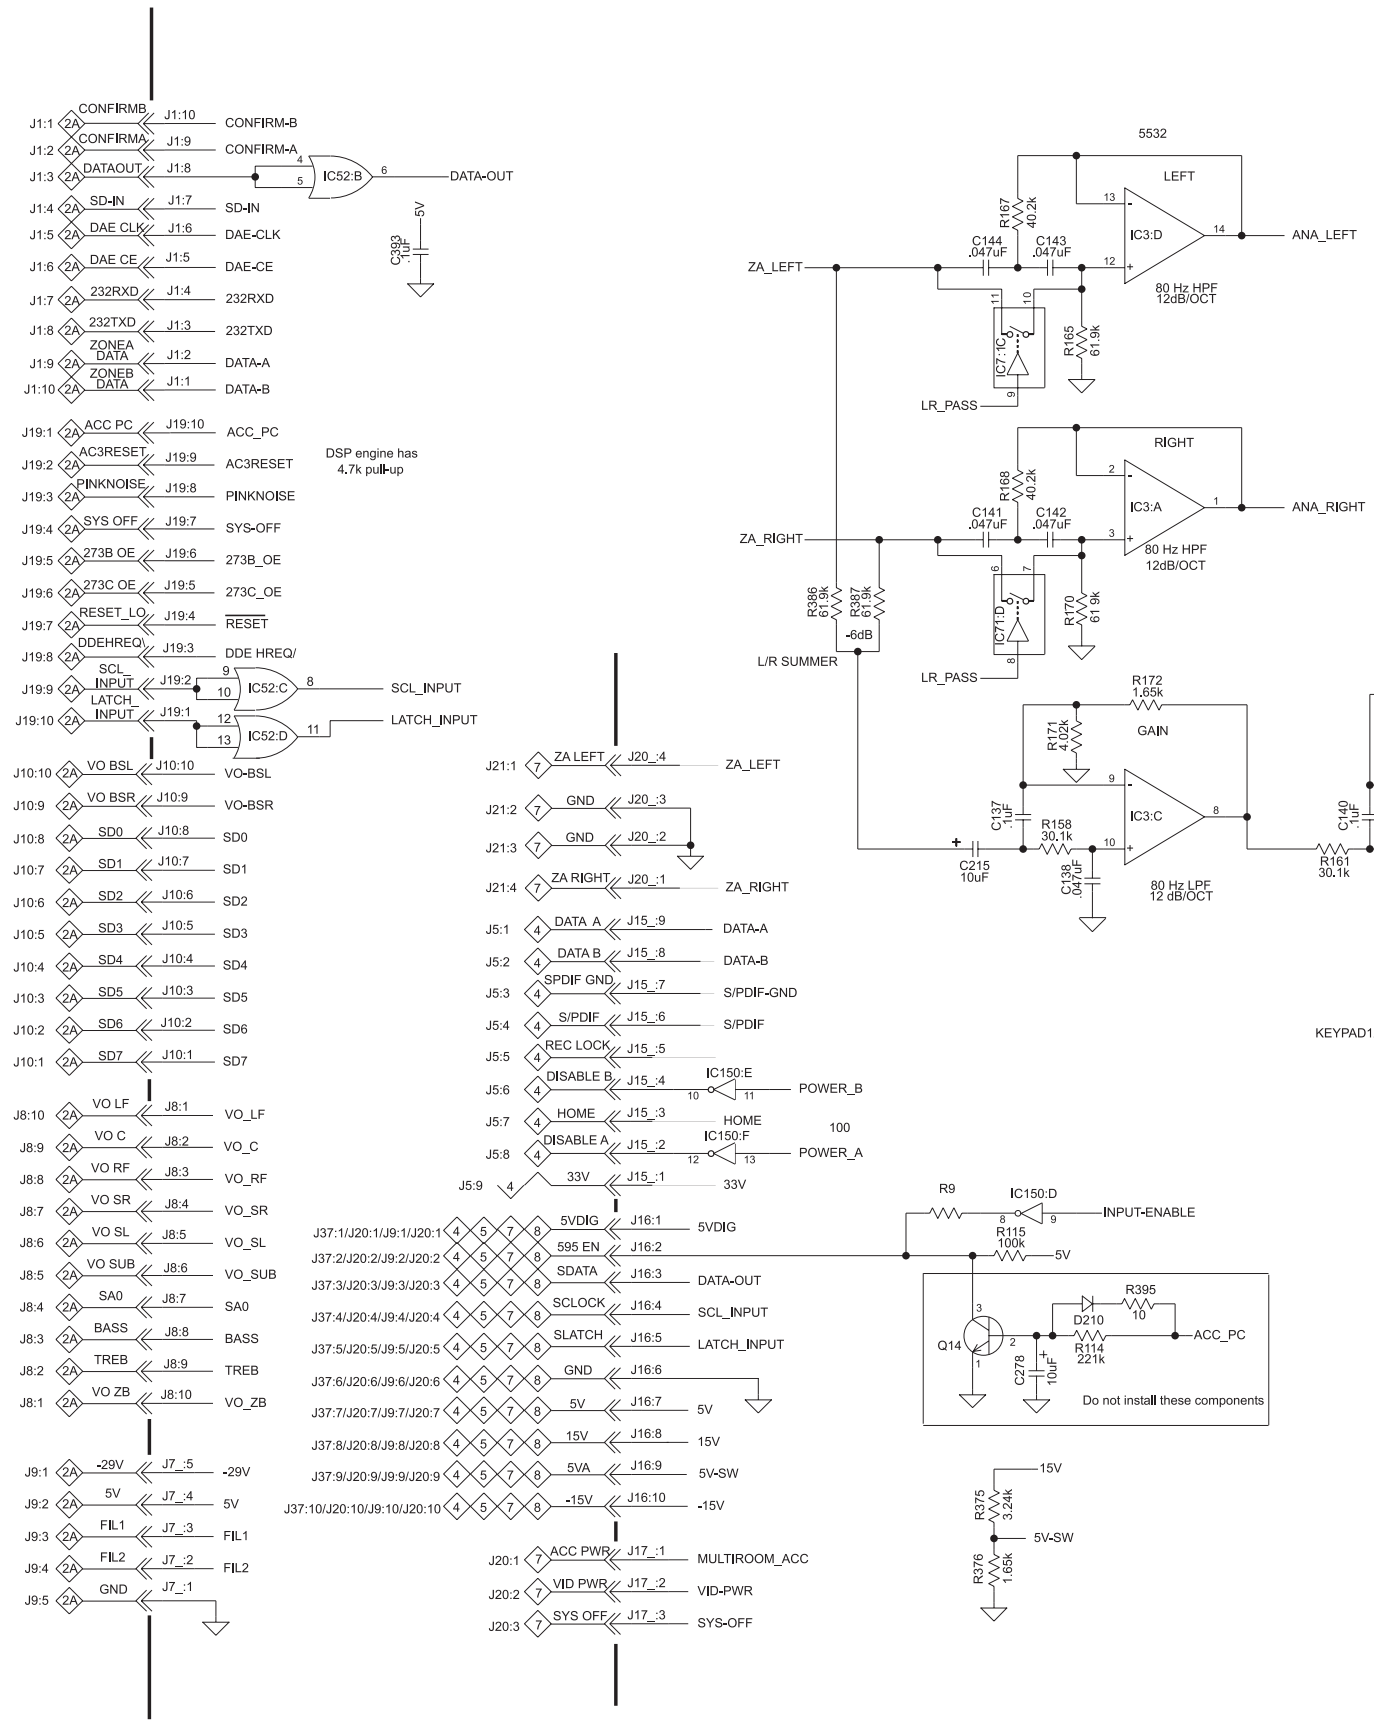 J1:1 2A CONFIRMB J1:10 CONFIRM-B
J1:2 2A CONFIRMA J1:9 CONFIRM-A
J1:3 2A DATAOUT J1:8
4 5 IC52:B 6 DATA-OUT
J1:4 2A SD-IN J1:7 SD-IN
J1:5 2A DAE CLK J1:6 DAE-CLK
J1:6 2A DAE CE J1:5 DAE-CE
J1:7 2A 232RXD J1:4 232RXD
J1:8 2A 232TXD J1:3 232TXD
J1:9 2A ZONEA DATA J1:2 DATA-A
J1:10 2A ZONEB DATA J1:1 DATA-B
5V
C393
.1uF
J19:1 2A ACC PC J19:10 ACC_PC
J19:2 2A AC3RESET J19:9 AC3RESET
J19:3 2A PINKNOISE J19:8 PINKNOISE
J19:4 2A SYS OFF J19:7 SYS-OFF
J19:5 2A 273B OE J19:6 273B_OE
J19:6 2A 273C OE J19:5 273C_OE
J19:7 2A RESET_LO J19:4 RESET
J19:8 2A DDEHREQ\ J19:3 DDE HREQ/
J19:9 2A SCL_ INPUT J19:2
9 10 IC52:C 8 SCL_INPUT
J19:10 2A LATCH_ INPUT J19:1
12 13 IC52:D 11 LATCH_INPUT
DSP engine has
4.7k pull-up
J10:10 2A VO BSL J10:10 VO-BSL
J10:9 2A VO BSR J10:9 VO-BSR
J10:8 2A SD0 J10:8 SD0
J10:7 2A SD1 J10:7 SD1
J10:6 2A SD2 J10:6 SD2
J10:5 2A SD3 J10:5 SD3
J10:4 2A SD4 J10:4 SD4
J10:3 2A SD5 J10:3 SD5
J10:2 2A SD6 J10:2 SD6
J10:1 2A SD7 J10:1 SD7
J8:10 2A VO LF J8:1 VO_LF
J8:9 2A VO C J8:2 VO_C
J8:8 2A VO RF J8:3 VO_RF
J8:7 2A VO SR J8:4 VO_SR
J8:6 2A VO SL J8:5 VO_SL
J8:5 2A VO SUB J8:6 VO_SUB
J8:4 2A SA0 J8:7 SA0
J8:3 2A BASS J8:8 BASS
J8:2 2A TREB J8:9 TREB
J8:1 2A VO ZB J8:10 VO_ZB
J9:1 2A -29V J7_:5 -29V
J9:2 2A 5V J7_:4 5V
J9:3 2A FIL1 J7_:3 FIL1
J9:4 2A FIL2 J7_:2 FIL2
J9:5 2A GND J7_:1
J21:1 7 ZA LEFT J20_:4 ZA_LEFT
J21:2 7 GND J20_:3
J21:3 7 GND J20_:2
J21:4 7 ZA RIGHT J20_:1 ZA_RIGHT
J5:1 4 DATA A J15_:9 DATA-A
J5:2 4 DATA B J15_:8 DATA-B
J5:3 4 SPDIF GND J15_:7 S/PDIF-GND
J5:4 4 S/PDIF J15_:6 S/PDIF
J5:5 4 REC LOCK J15_:5
J5:6 4 DISABLE B J15_:4 10 IC150:E 11 POWER_B
J5:7 4 HOME J15_:3 HOME
100
J5:8 4 DISABLE A J15_:2 12 IC150:F 13 POWER_A
J5:9 4 33V J15_:1 33V
J37:1/J20:1/J9:1/J20:1 4 5 7 8 5VDIG J16:1 5VDIG
J37:2/J20:2/J9:2/J20:2 4 5 7 8 595 EN J16:2
J37:3/J20:3/J9:3/J20:3 4 5 7 8 SDATA J16:3 DATA-OUT
J37:4/J20:4/J9:4/J20:4 4 5 7 8 SCLOCK J16:4 SCL_INPUT
J37:5/J20:5/J9:5/J20:5 4 5 7 8 SLATCH J16:5 LATCH_INPUT
J37:6/J20:6/J9:6/J20:6 4 5 7 8 GND J16:6
J37:7/J20:7/J9:7/J20:7 4 5 7 8 5V J16:7 5V
J37:8/J20:8/J9:8/J20:8 4 5 7 8 15V J16:8 15V
J37:9/J20:9/J9:9/J20:9 4 5 7 8 5VA J16:9 5V-SW
J37:10/J20:10/J9:10/J20:10 4 5 7 8 -15V J16:10 -15V
J20:1 7 ACC PWR J17_:1 MULTIROOM_ACC
J20:2 7 VID PWR J17_:2 VID-PWR
J20:3 7 SYS OFF J17_:3 SYS-OFF
5532
LEFT
R167
40.2k
13 - IC3:D 14 ANA_LEFT
12 +
C144
.047uF
C143
.047uF
ZA_LEFT
80 Hz HPF
12dB/OCT
11 10
IC7:1C
9
R165
61.9k
LR_PASS
RIGHT
R168
40.2k
2 - IC3:A 1 ANA_RIGHT
3 +
C141
.047uF
C142
.047uF
ZA_RIGHT
80 Hz HPF
12dB/OCT
6 7
IC71:D
8
R170
61 9k
LR_PASS
R386
61.9k
R387
61.9k
-6dB
L/R SUMMER
R172
1.65k
R171
4.02k
GAIN
9 - IC3:C 8
10 +
C137
.1uF
R158
30.1k
+
C215
10uF
C138
.047uF
80 Hz LPF
12 dB/OCT
C140
.1uF
R161
30.1k
KEYPAD1
R9
IC150:D
8 9
INPUT-ENABLE
R115
100k
5V
3
Q14
2
1
D210
R395
10
R114
221k
ACC_PC
C278
+
10uF
Do not install these components
15V
R375
3.24k
5V-SW
R376
1.65k